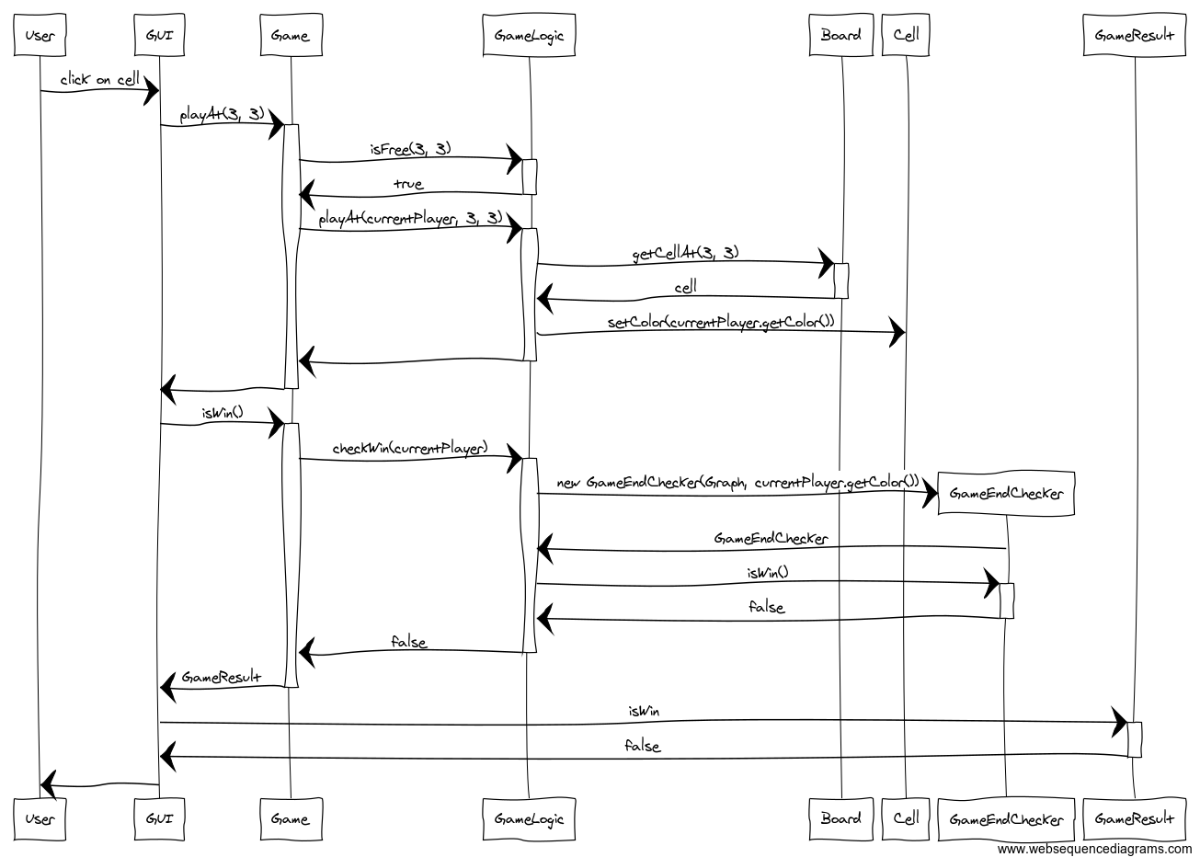 User GUI Game GameLogic Board Cell GameResult
click on cell
playAt(3, 3)
isFree(3, 3)
true
playAt(currentPlayer, 3, 3)
getCellAt(3, 3)
cell
setColor(currentPlayer.getColor())
isWin()
checkWin(currentPlayer)
new GameEndChecker(Graph, currentPlayer.getColor())
GameEndChecker
GameEndChecker
isWin()
false
false
GameResult
isWin
false
User GUI Game GameLogic Board Cell GameEndChecker GameResult
www.websequencediagrams.com